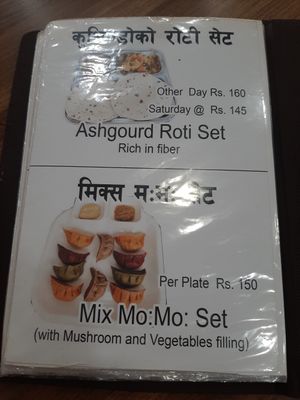 कुभिण्डोको रोटी सेट
Other Day Rs. 160
Saturday @ Rs. 145
Ashgourd Roti Set
Rich in fiber
मिक्स म:म: सेट
Per Plate Rs. 150
Mix Mo:Mo: Set
(with Mushroom and Vegetables filling)